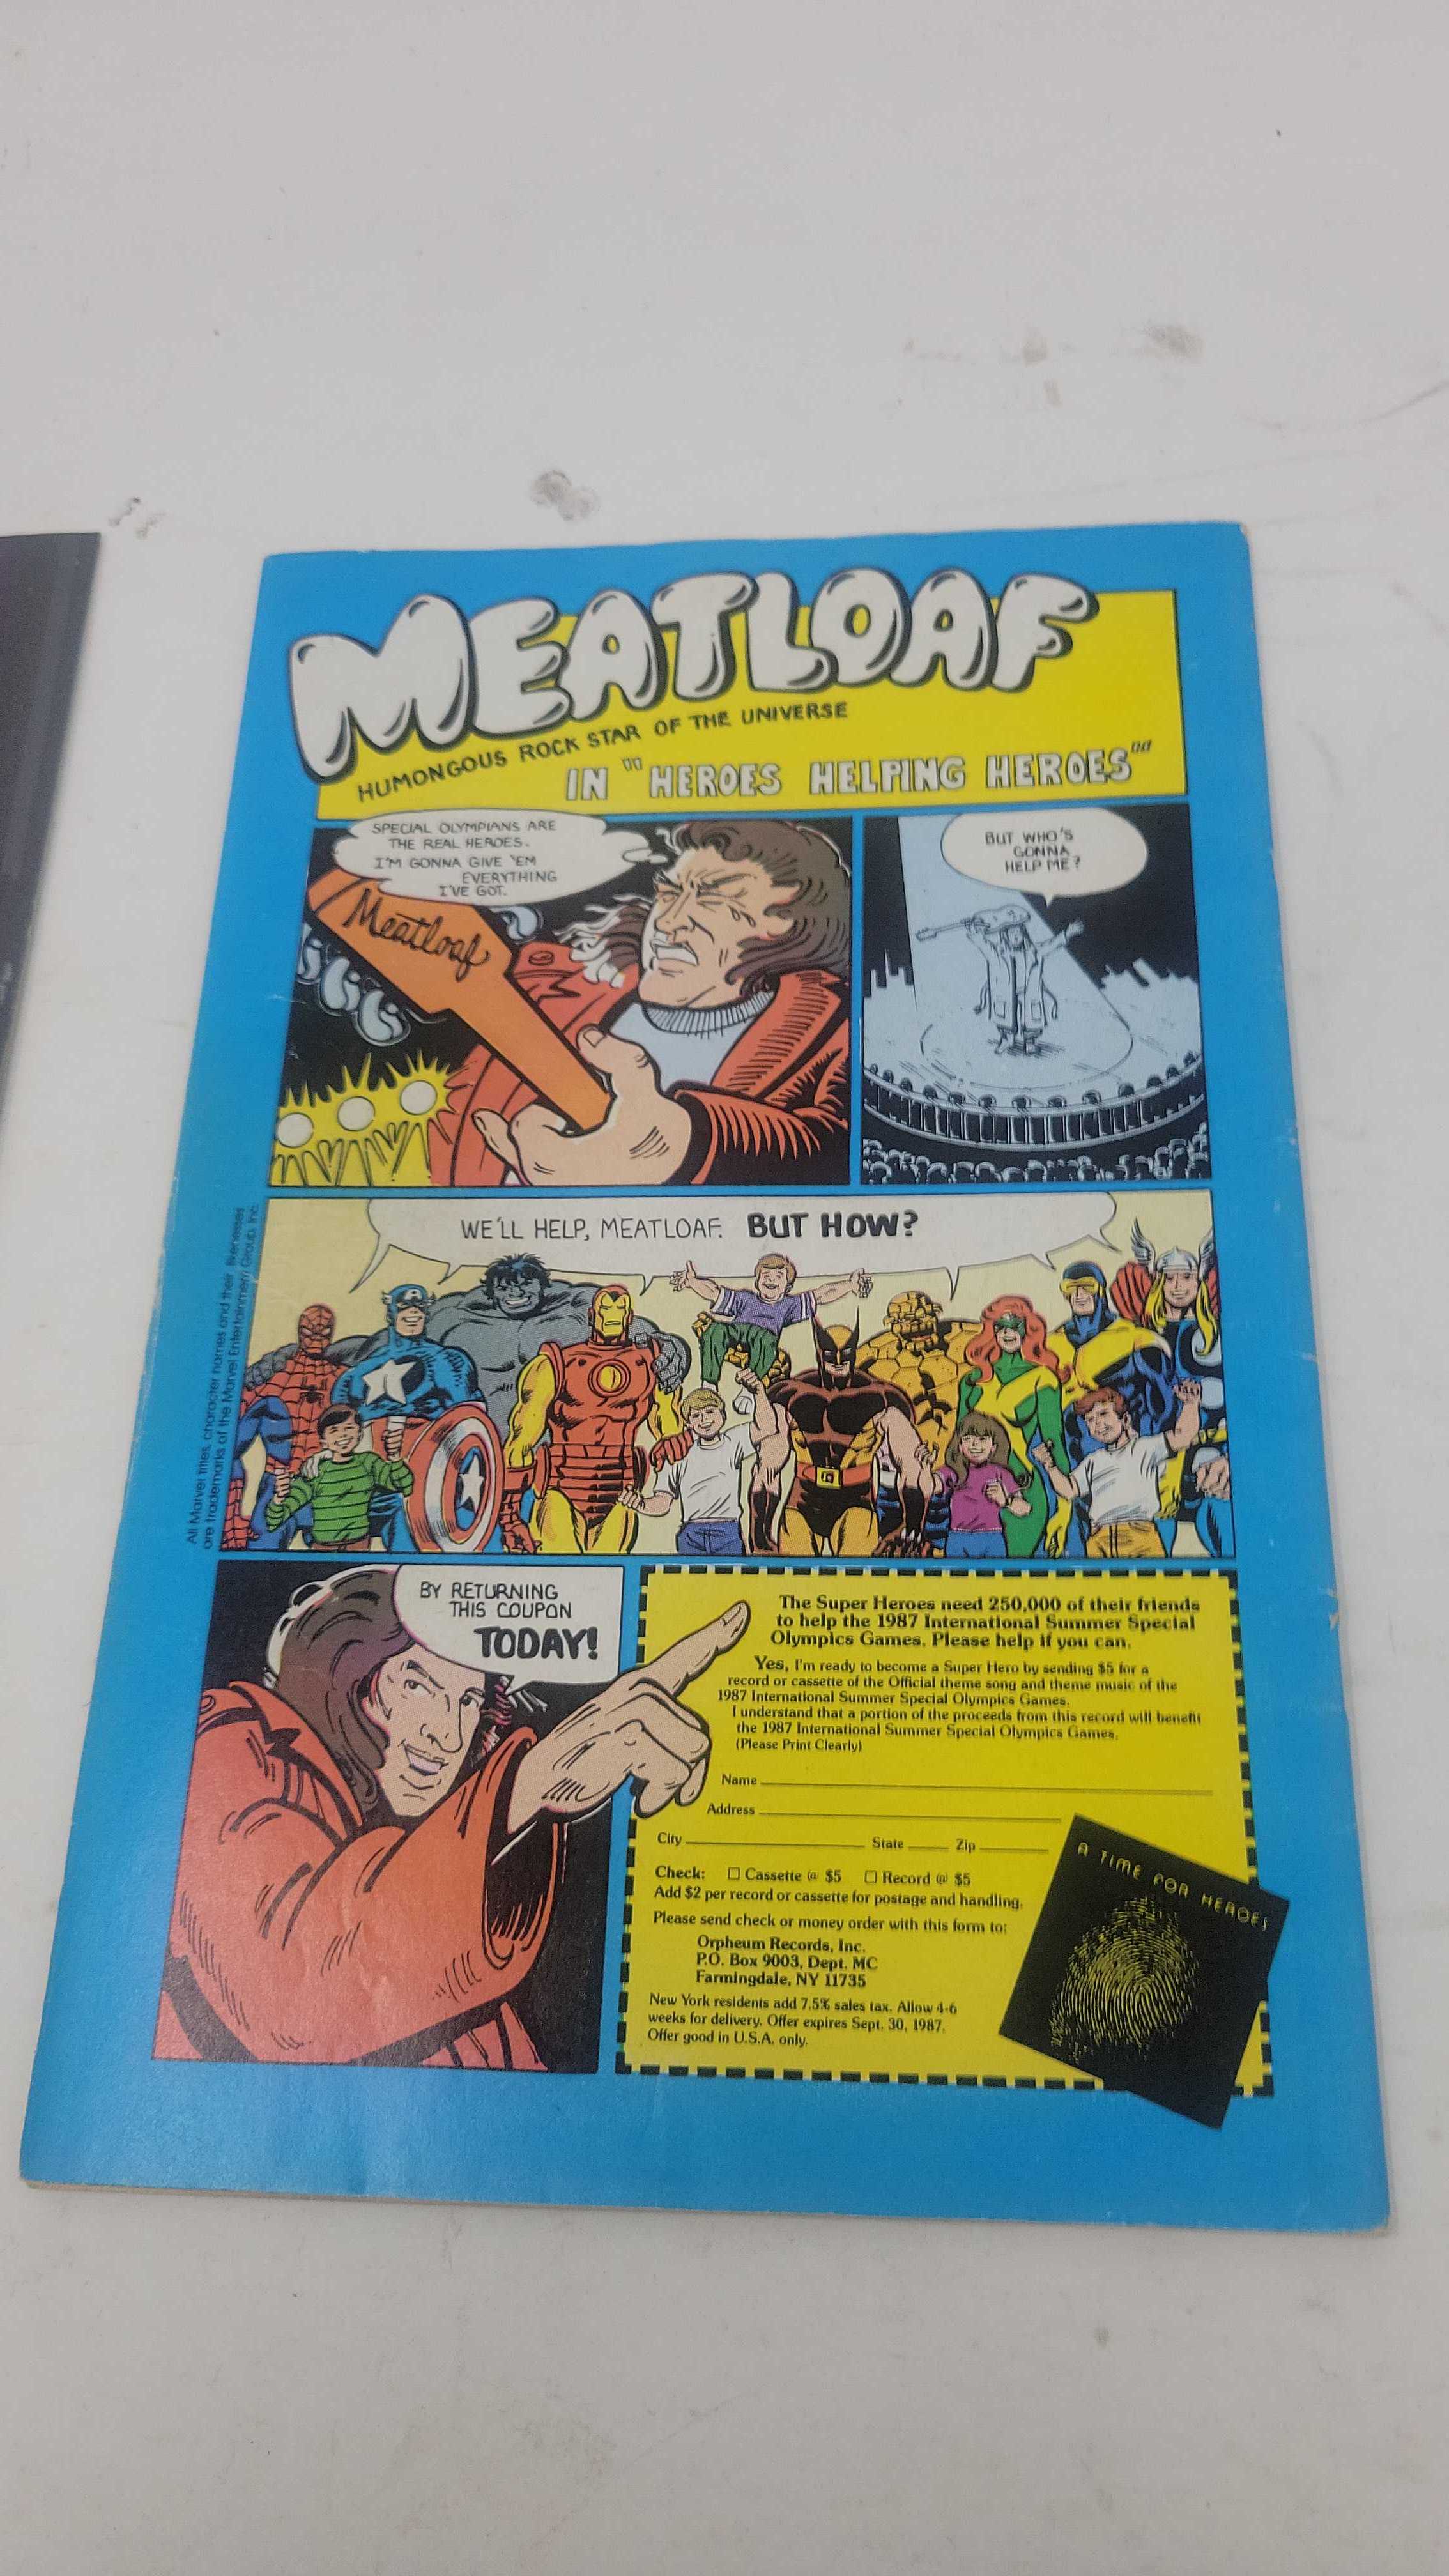 MEATLOAF
HUMONGOUS ROCK STAR OF THE UNIVERSE
IN "HEROES HELPING HEROES"
SPECIAL OLYMPIANS ARE
THE REAL HEROES.
I'M GONNA GIVE 'EM
EVERYTHING
I'VE GOT.
Meatloaf
BUT WHO'S
GONNA
HELP ME?
WE'LL HELP, MEATLOAF. BUT HOW?
All Marvel titles, character names and their likenesses
are trademarks of the Marvel Entertainment Group, Inc.
BY RETURNING
THIS COUPON
TODAY!
The Super Heroes need 250,000 of their friends
to help the 1987 International Summer Special
Olympics Games. Please help if you can.
Yes, I'm ready to become a Super Hero by sending $5 for a
record or cassette of the Official theme song and theme music of the
1987 International Summer Special Olympics Games.
I understand that a portion of the proceeds from this record will benefit
the 1987 International Summer Special Olympics Games.
(Please Print Clearly)
Name
Address
City State Zip
Check: ☐ Cassette @ $5 ☐ Record @ $5
Add $2 per record or cassette for postage and handling.
Please send check or money order with this form to:
Orpheum Records, Inc.
P.O. Box 9003, Dept. MC
Farmingdale, NY 11735
New York residents add 7.5% sales tax. Allow 4-6
weeks for delivery. Offer expires Sept. 30, 1987.
Offer good in U.S.A. only.
A TIME FOR HEROES